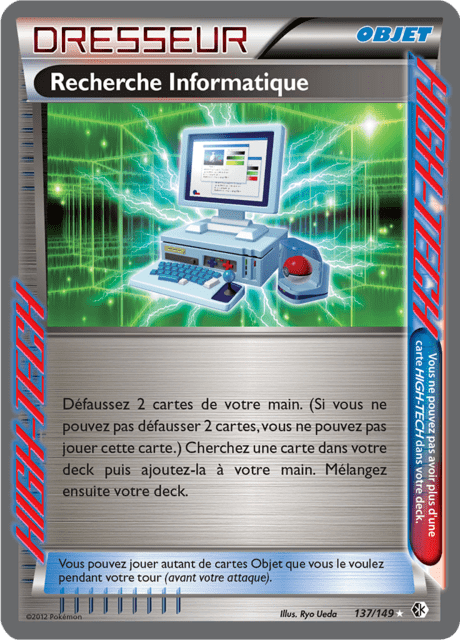 DRESSEUR
OBJET
Recherche Informatique
HIGH-TECH
HIGH-TECH
Vous ne pouvez pas avoir plus d'une
carte HIGH-TECH dans votre deck.
Défaussez 2 cartes de votre main. (Si vous ne
pouvez pas défausser 2 cartes, vous ne pouvez pas
jouer cette carte.) Cherchez une carte dans votre
deck puis ajoutez-la à votre main. Mélangez
ensuite votre deck.
Vous pouvez jouer autant de cartes Objet que vous le voulez
pendant votre tour (avant votre attaque).
©2012 Pokémon
Illus. Ryo Ueda
137/149